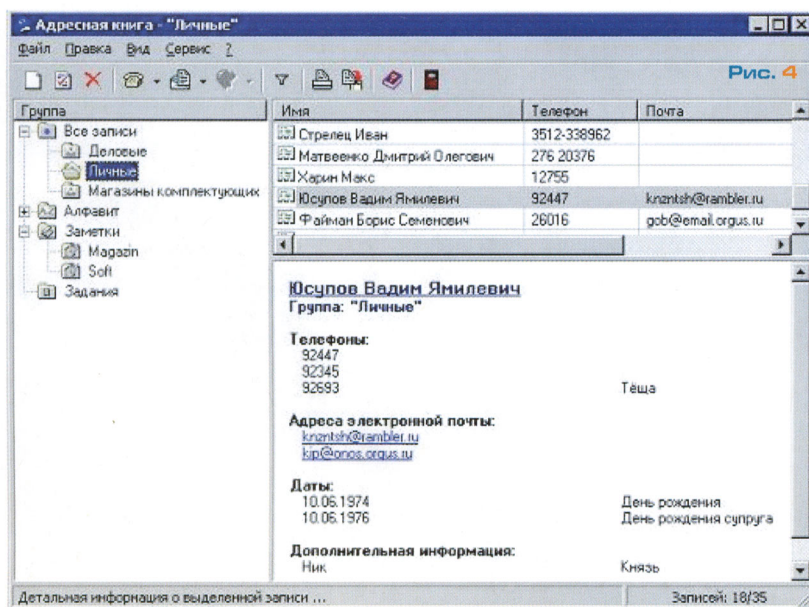 Адресная книга - "Личные"
Файл Правка Вид Сервис ?
Рис. 4
Группа
Все записи
Деловые
Личные
Магазины комплектующих
Алфавит
Заметки
Magazin
Soft
Задания
Имя Телефон Почта
Стрелец Иван 3512-338962
Матвеенко Дмитрий Олегович 276 20376
Харин Макс 12755
Юсупов Вадим Ямилевич 92447 knzntsh@rambler.ru
Файман Борис Семенович 26016 gob@email.orgus.ru
Юсупов Вадим Ямилевич
Группа: "Личные"
Телефоны:
92447
92345
92693 Тёща
Адреса электронной почты:
knzntsh@rambler.ru
kip@onos.orgus.ru
Даты:
10.06.1974 День рождения
10.06.1976 День рождения супруга
Дополнительная информация:
Ник Князь
Детальная информация о выделенной записи ... Записей: 18/35